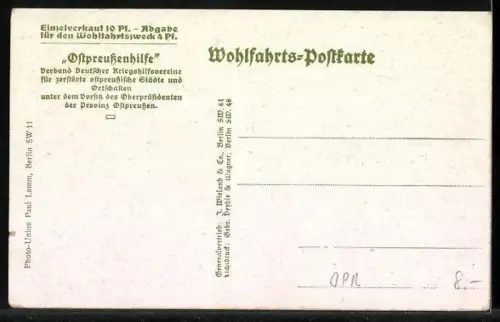 Einzelverkauf 10 Pf. – Abgabe
für den Wohlfahrtszweck 4 Pf.
„Ostpreußenhilfe“
Verband Deutscher Kriegshilfsvereine
für zerstörte ostpreußische Städte und
Ortschaften
unter dem Vorsitz des Oberpräsidenten
der Provinz Ostpreußen.
Wohlfahrts-Postkarte
Photo-Union Paul Lamm, Berlin SW 11
Generalvertrieb: J. Wieland & Co., Berlin SW. 61
Lichtdruck: Gebr. & Wagner, Berlin SW. 48
OPR 8.-